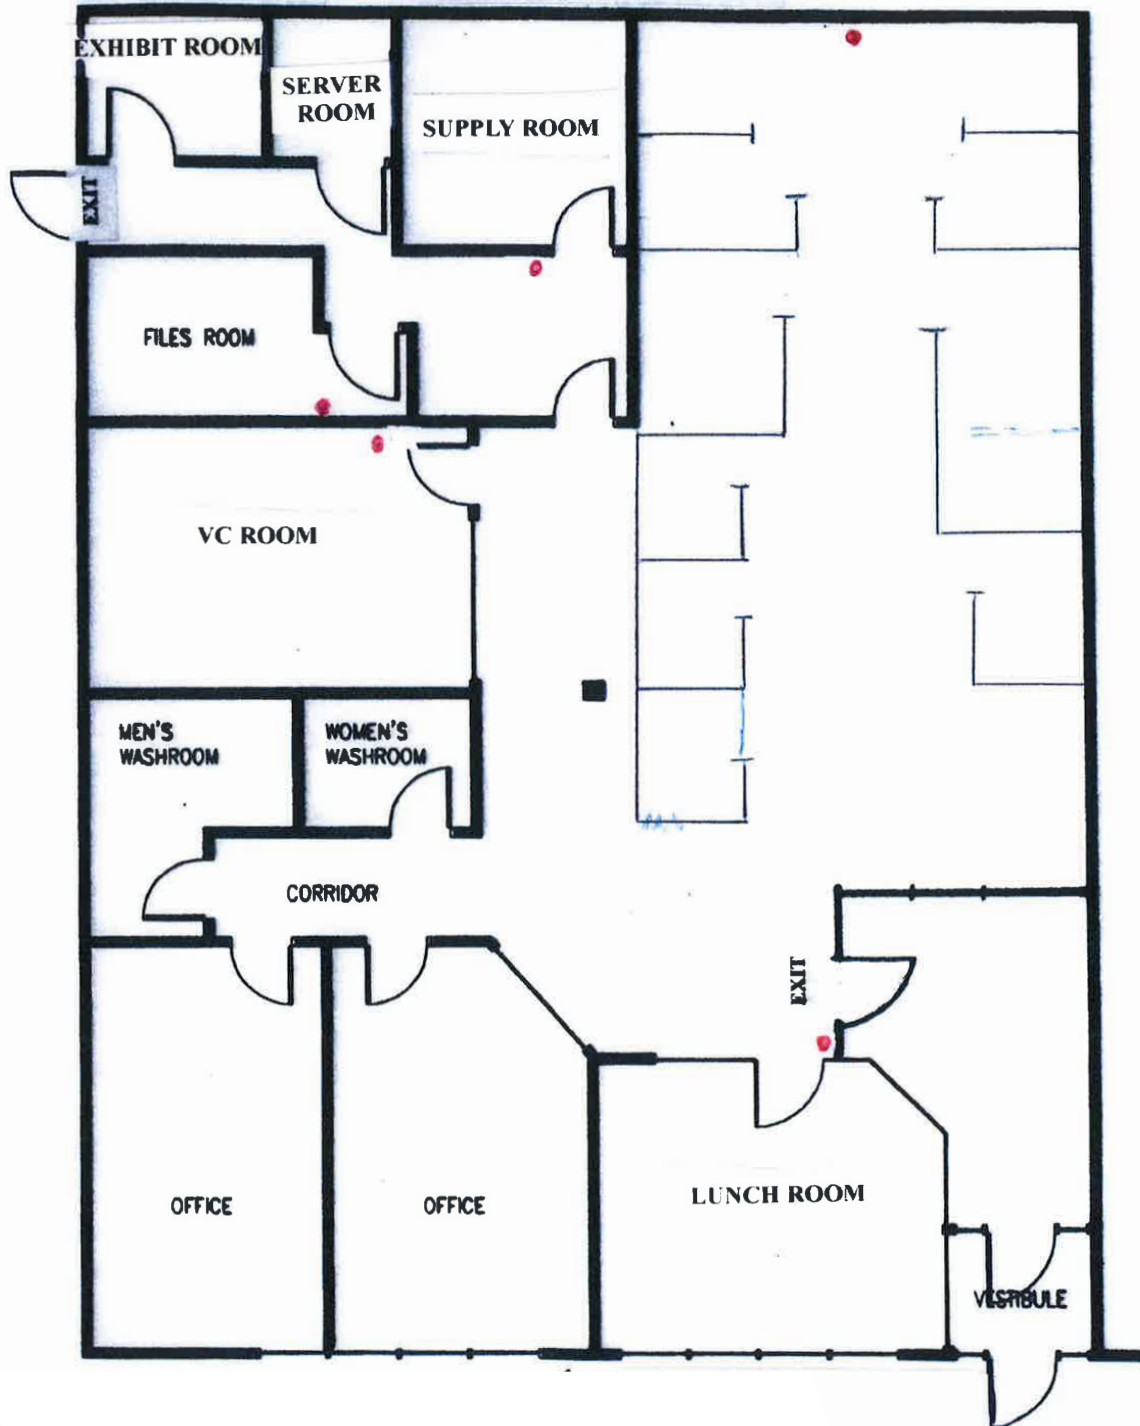 EXHIBIT ROOM
SERVER
ROOM
SUPPLY ROOM
EXIT
FILES ROOM
VC ROOM
MEN'S
WASHROOM
WOMEN'S
WASHROOM
CORRIDOR
EXIT
OFFICE
OFFICE
LUNCH ROOM
VESTIBULE